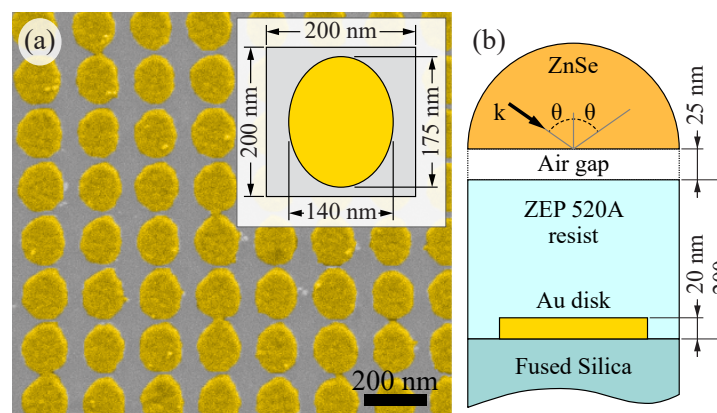 (a)
200 nm
200 nm
175 nm
140 nm
200 nm
(b)
ZnSe
k
θ θ
25 nm
Air gap
ZEP 520A
resist
20 nm
Au disk
Fused Silica